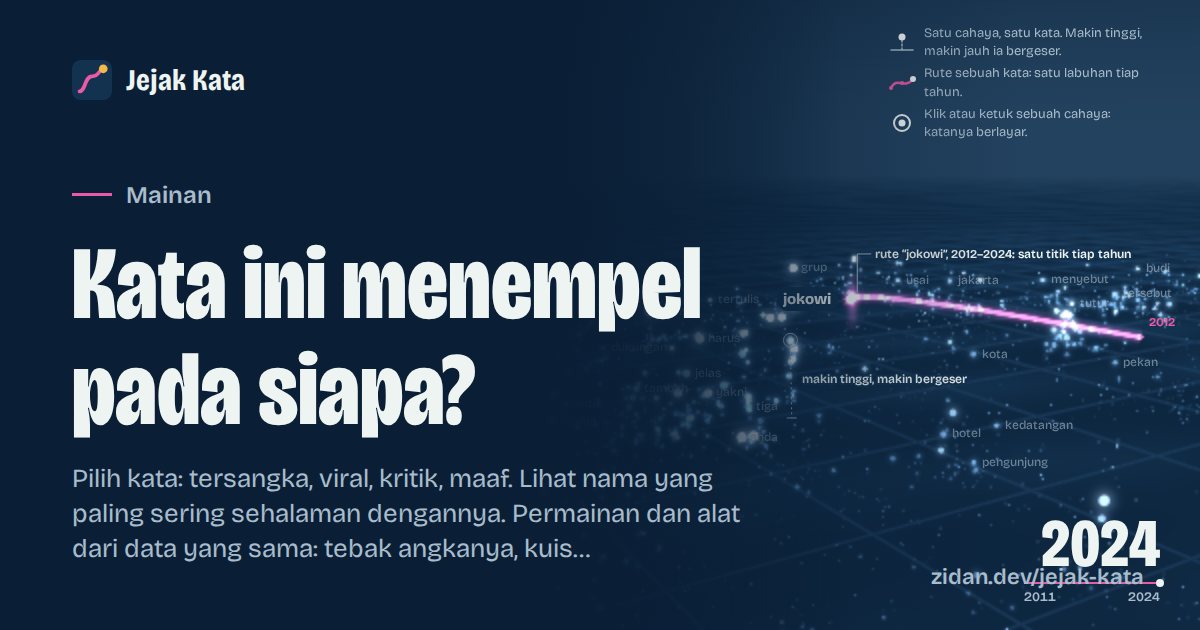 Jejak Kata
Satu cahaya, satu kata. Makin tinggi,
makin jauh ia bergeser.
Rute sebuah kata: satu labuhan tiap
tahun.
Klik atau ketuk sebuah cahaya:
katanya berlayar.
Mainan
Kata ini menempel
pada siapa?
Pilih kata: tersangka, viral, kritik, maaf. Lihat nama yang
paling sering sehalaman dengannya. Permainan dan alat
dari data yang sama: tebak angkanya, kuis...
rute “jokowi”, 2012–2024: satu titik tiap tahun
grup
usai
jakarta
menyebut
budi
tertulis
jokowi
tersebut
tutur
2012
harus
dukungan
kota
pekan
jelas
makin tinggi, makin bergeser
yakni
tiga
hotel
kedatangan
pengunjung
2024
zidan.dev/jejak-kata
2011
2024